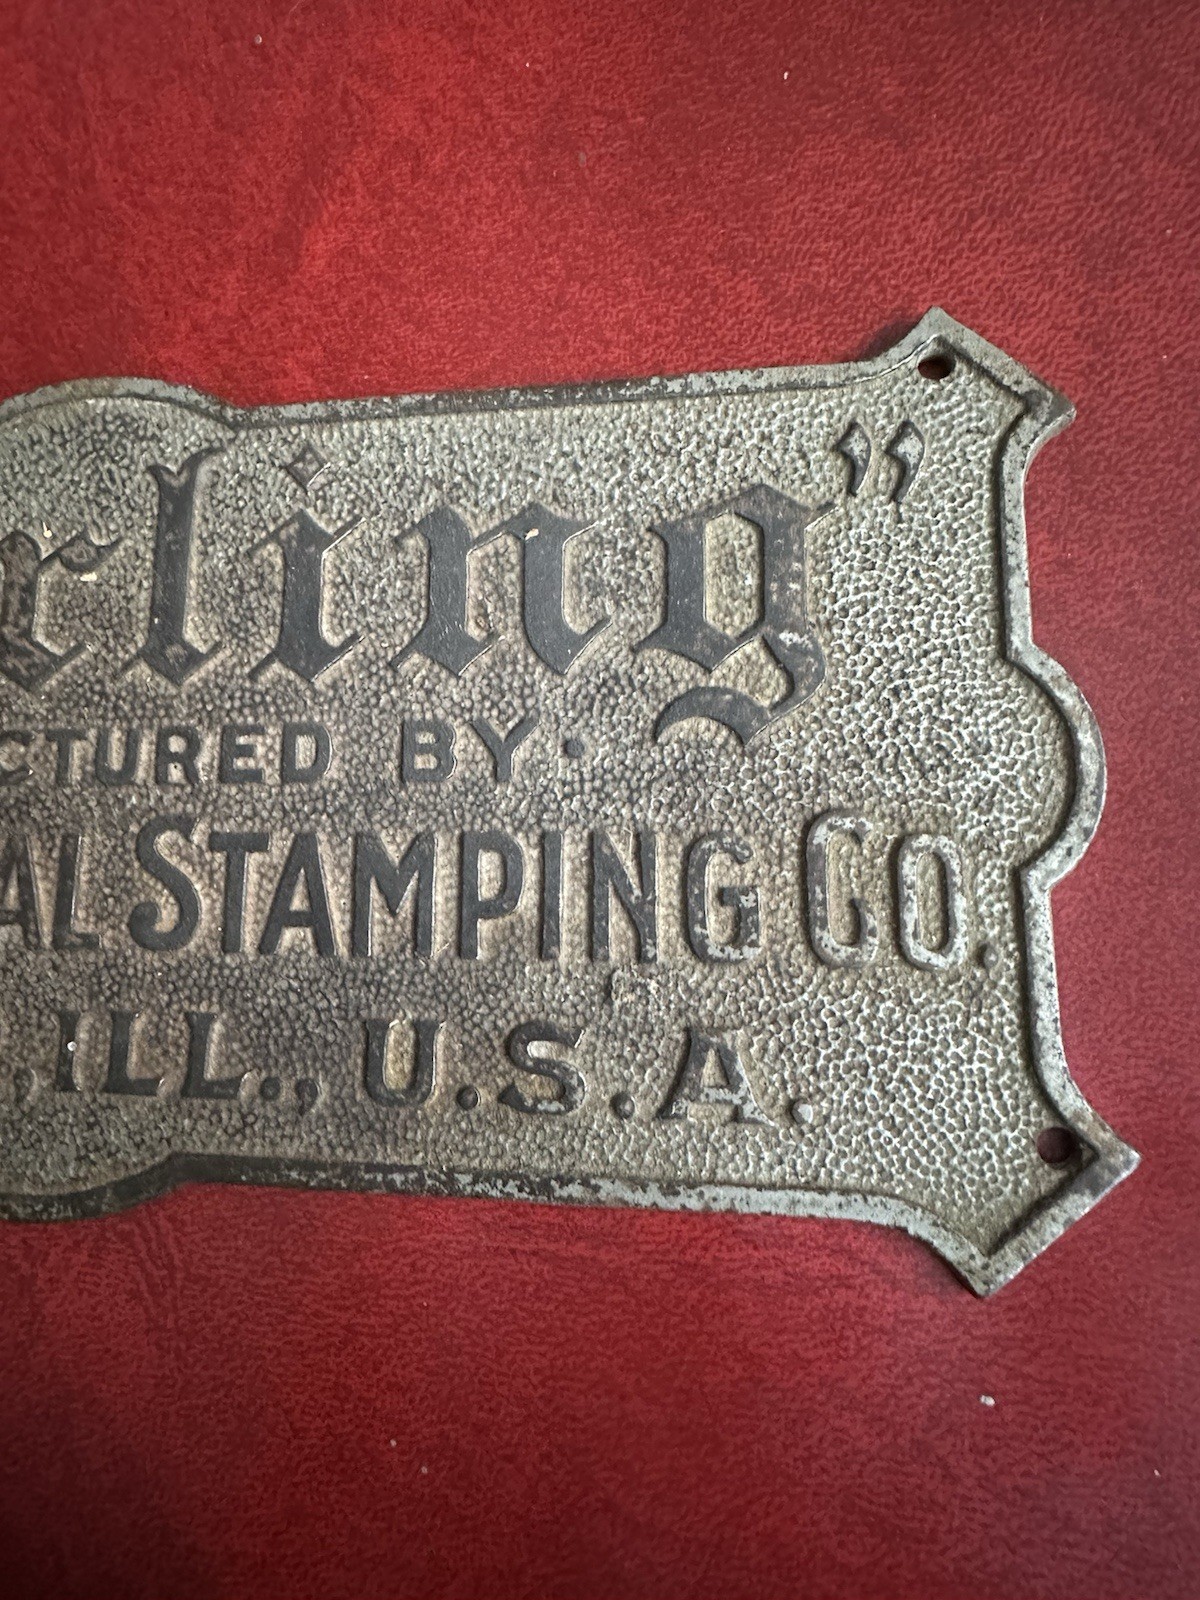 rling”
CTURED BY·
AL STAMPING CO.
, ILL., U.S.A.